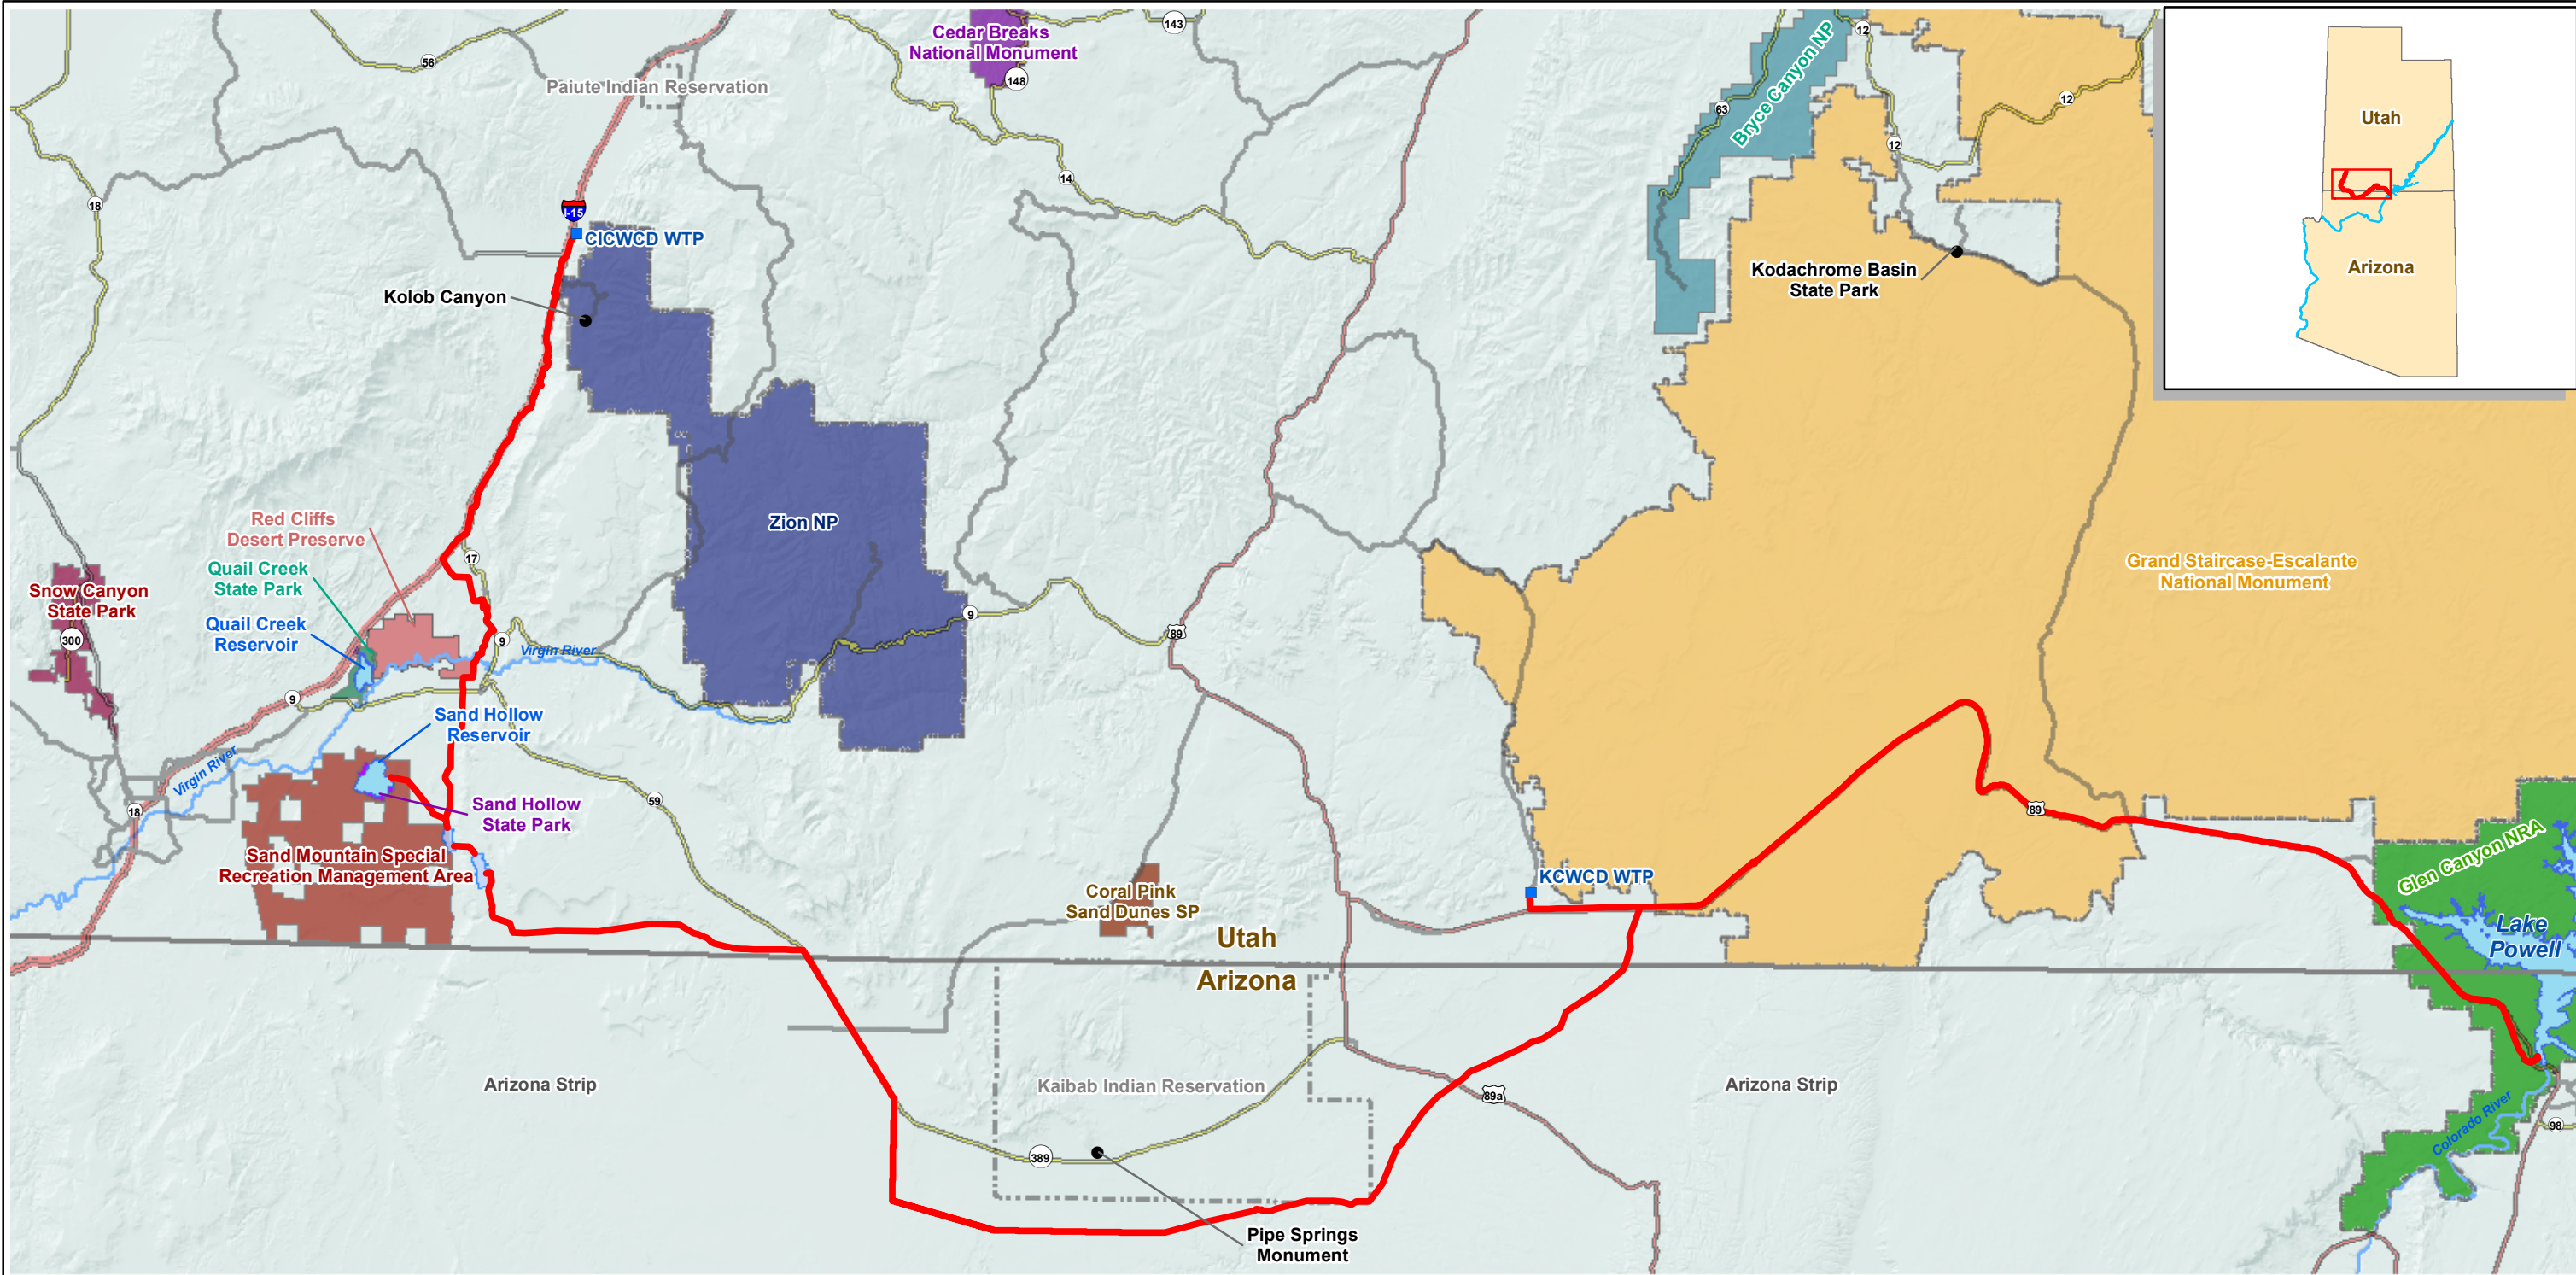 Cedar Breaks
National Monument
143
148
56
Paiute Indian Reservation
Bryce Canyon NP
63
12
12
12
Utah
Arizona
18
14
I-15
CICWCD WTP
Kolob Canyon
Kodachrome Basin
State Park
Zion NP
Red Cliffs
Desert Preserve
17
Quail Creek
State Park
Snow Canyon
State Park
300
Quail Creek
Reservoir
9
Virgin River
9
89
Grand Staircase-Escalante
National Monument
9
Sand Hollow
Reservoir
Virgin River
18
59
Sand Hollow
State Park
Sand Mountain Special
Recreation Management Area
89
Glen Canyon NRA
KCWCD WTP
Coral Pink
Sand Dunes SP
Utah
Arizona
Lake
Powell
Arizona Strip
Kaibab Indian Reservation
89a
Arizona Strip
Colorado River
98
389
Pipe Springs
Monument